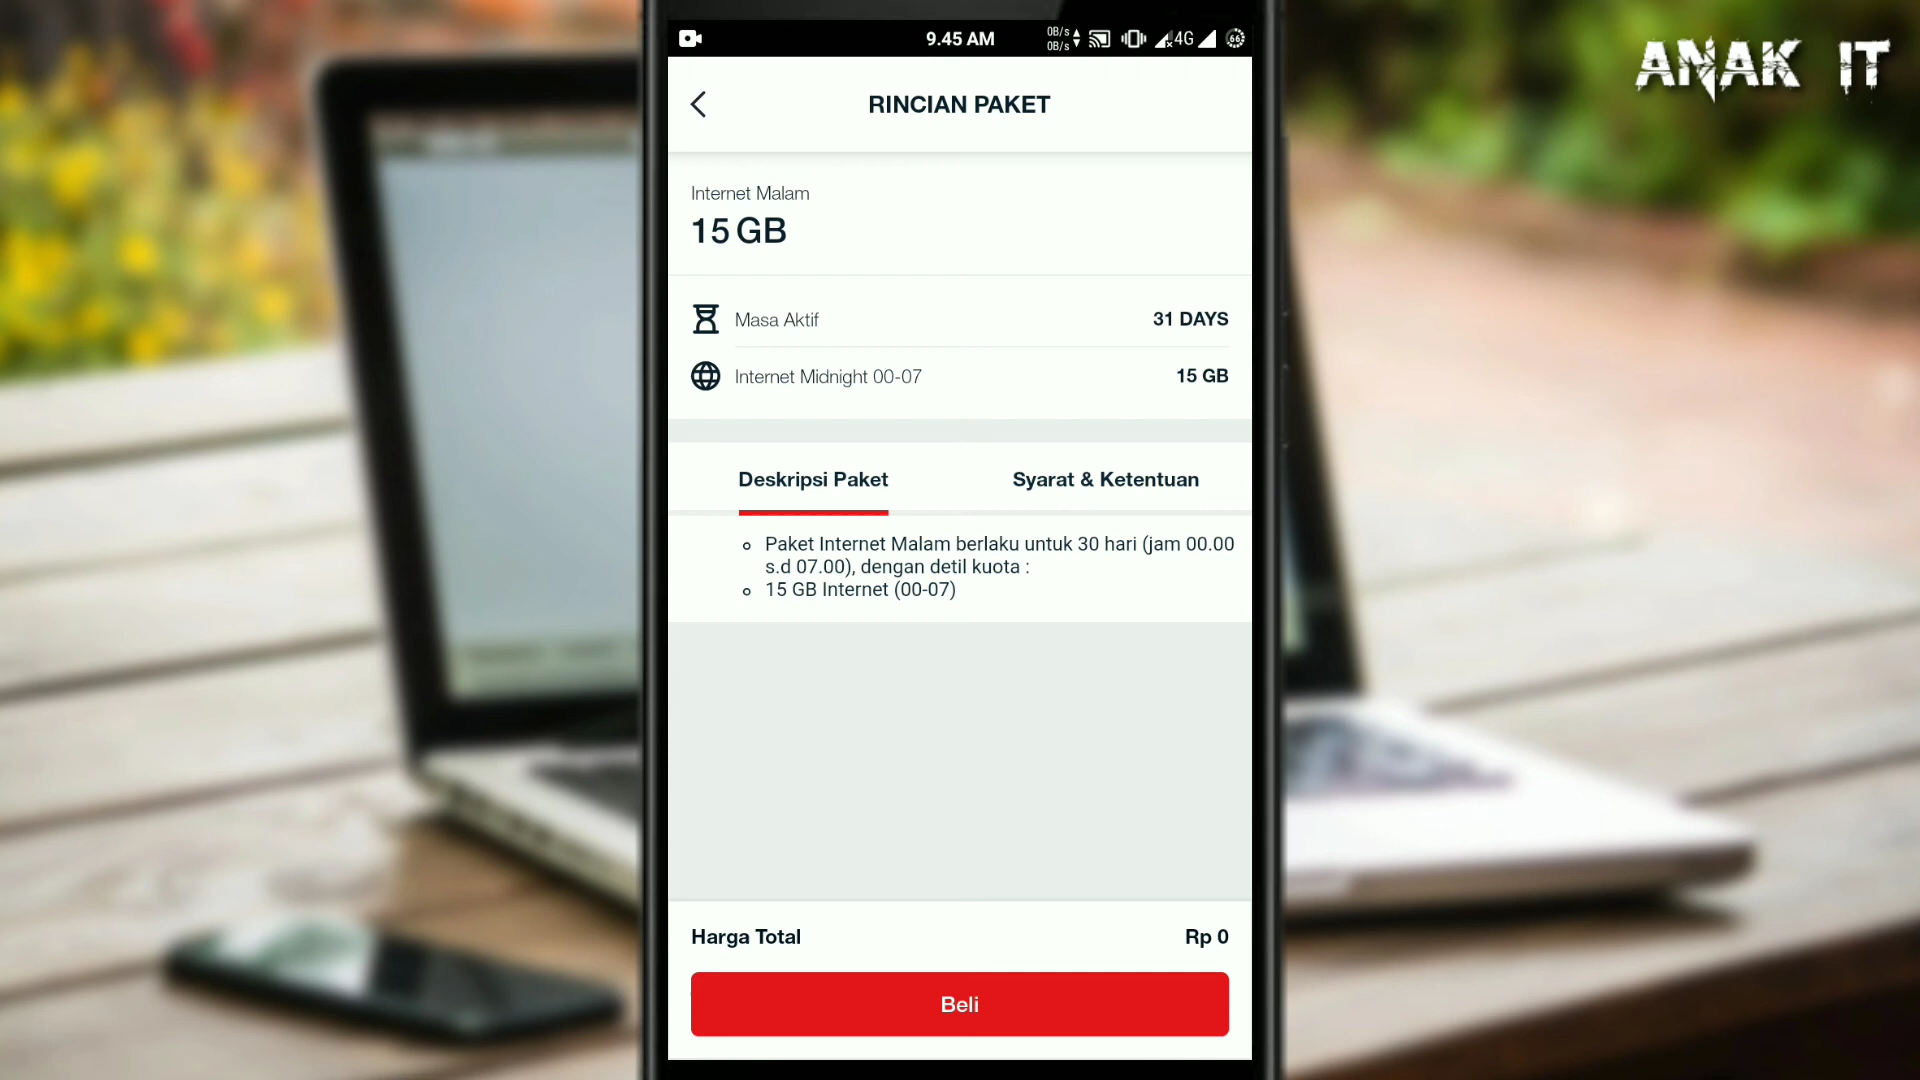 ANAK IT
9.45 AM
0B/s
0B/s
4G
66
RINCIAN PAKET
Internet Malam
15 GB
Masa Aktif
31 DAYS
Internet Midnight 00-07
15 GB
Deskripsi Paket
Syarat & Ketentuan
Paket Internet Malam berlaku untuk 30 hari (jam 00.00
s.d 07.00), dengan detil kuota :
15 GB Internet (00-07)
Harga Total
Rp 0
Beli